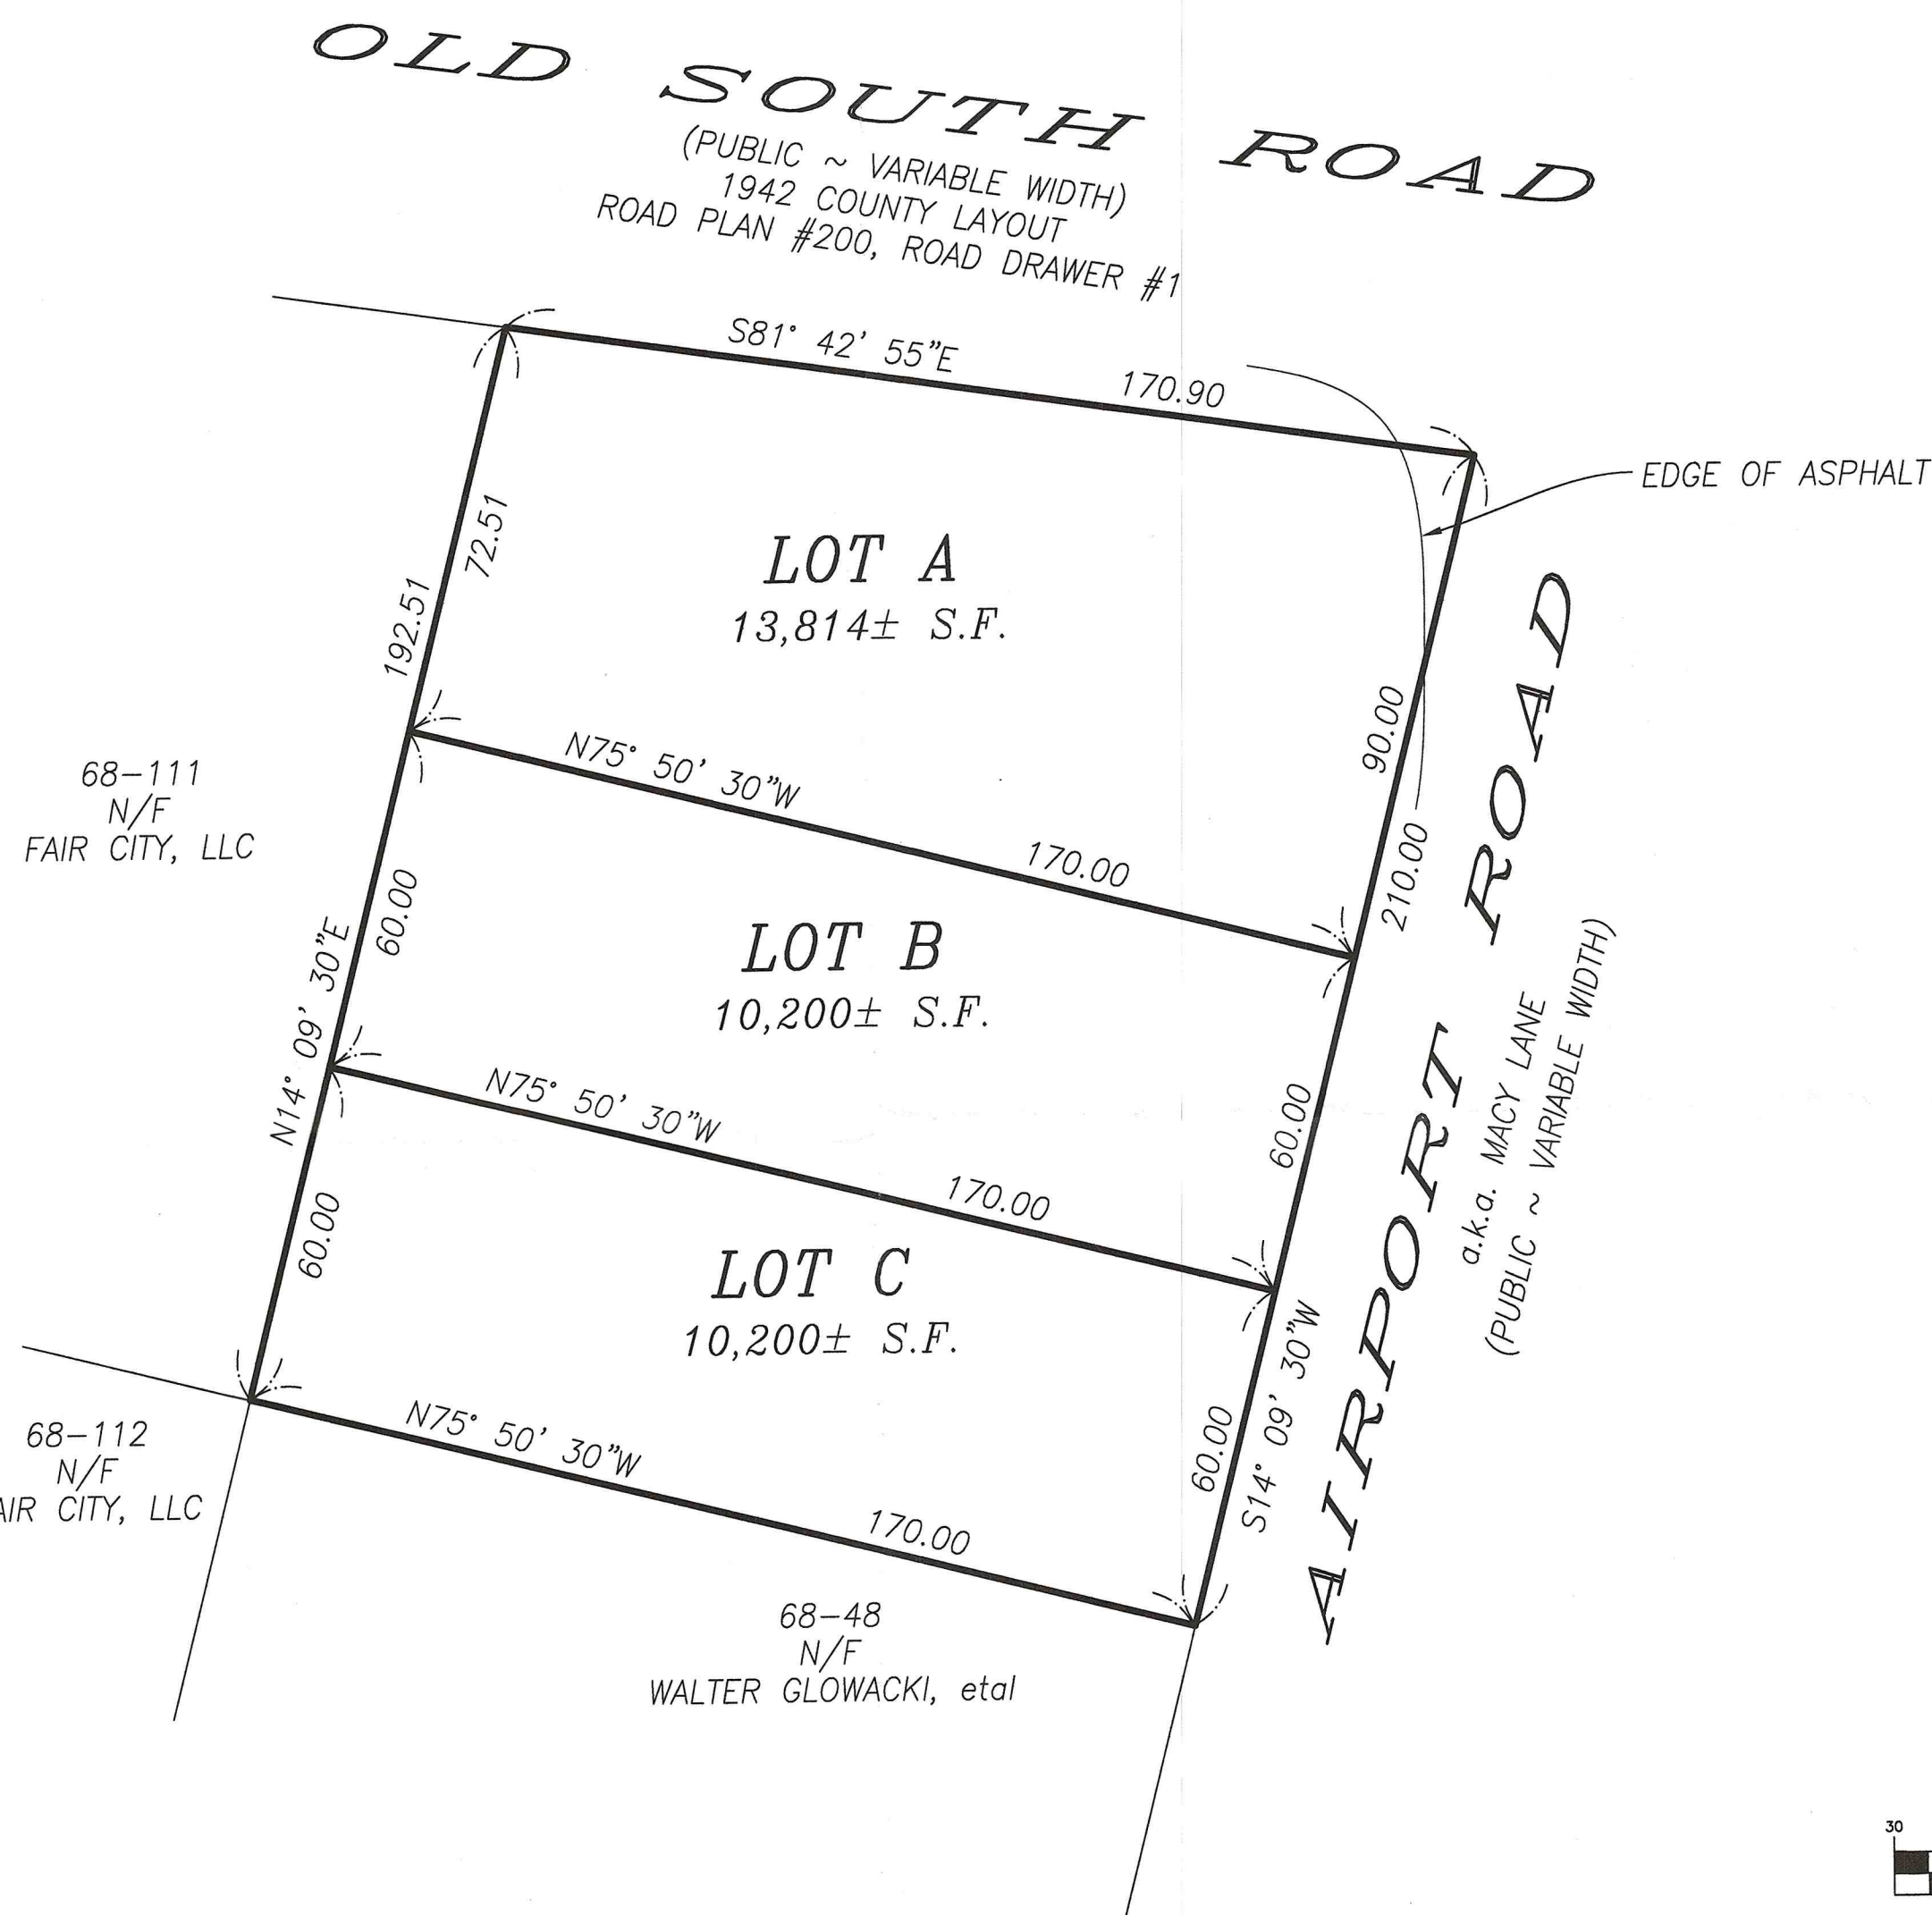 OLD SOUTH ROAD
(PUBLIC ~ VARIABLE WIDTH)
1942 COUNTY LAYOUT
ROAD PLAN #200, ROAD DRAWER #1
S81° 42' 55"E
170.90
EDGE OF ASPHALT
72.51
192.51
LOT A
13,814± S.F.
90.00
210.00
AIRPORT ROAD
a.k.a. MACY LANE
(PUBLIC ~ VARIABLE WIDTH)
N75° 50' 30"W
170.00
68-111
N/F
FAIR CITY, LLC
60.00
N14° 09' 30"E
LOT B
10,200± S.F.
60.00
N75° 50' 30"W
170.00
60.00
LOT C
10,200± S.F.
60.00
S14° 09' 30"W
N75° 50' 30"W
170.00
68-112
N/F
AIR CITY, LLC
68-48
N/F
WALTER GLOWACKI, etal
30